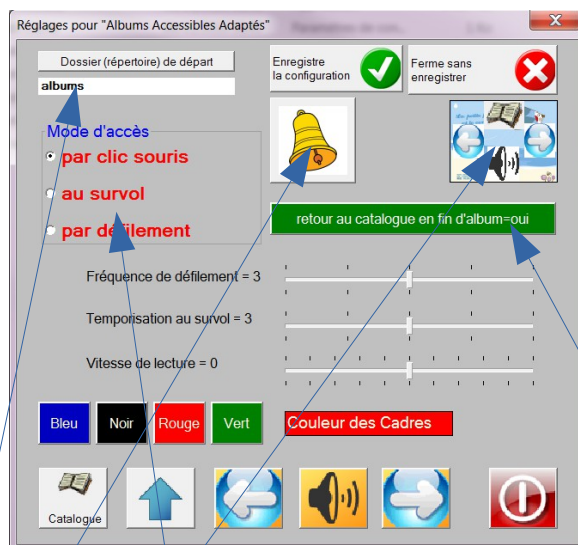 Réglages pour "Albums Accessibles Adaptés"
Dossier (répertoire) de départ
albums
Enregistre
la configuration
Ferme sans
enregistrer
Mode d'accès
par clic souris
au survol
par défilement
retour au catalogue en fin d'album=oui
Fréquence de défilement = 3
Temporisation au survol = 3
Vitesse de lecture = 0
Bleu
Noir
Rouge
Vert
Couleur des Cadres
Catalogue